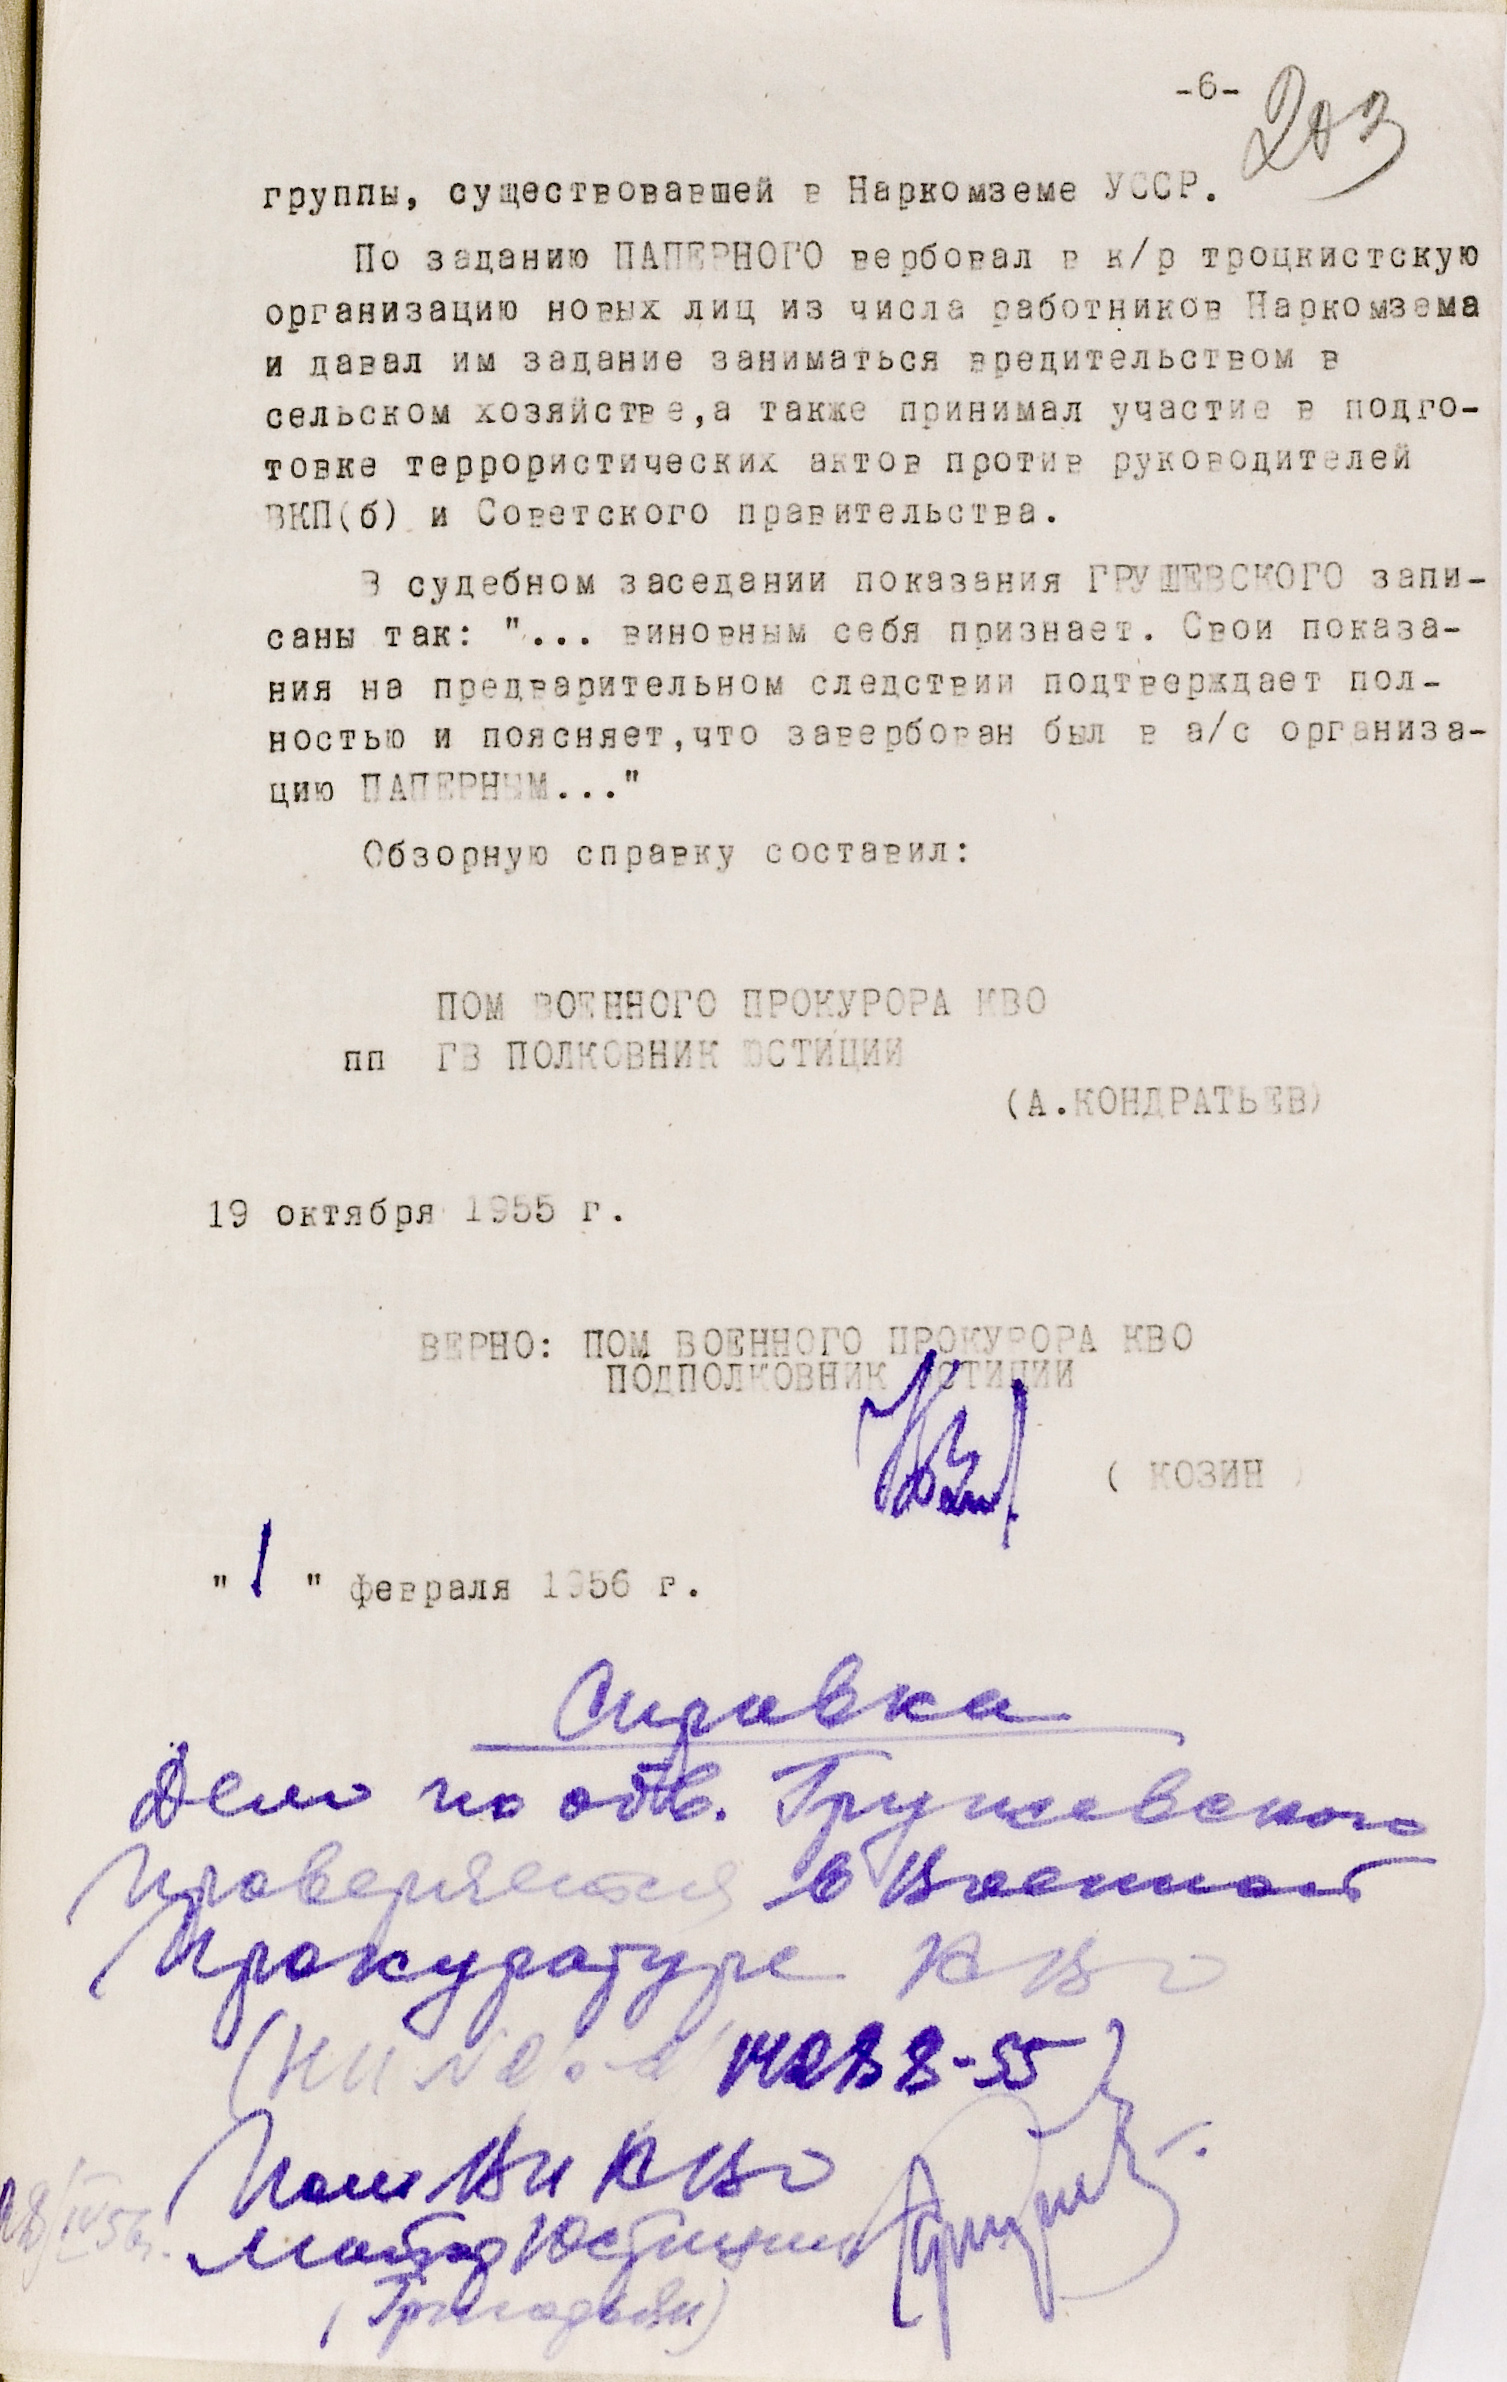 -6-
203
группы, существовавшей в Наркомземе УССР.
По заданию ПАПЕРНОГО вербовал в к/р троцкистскую
организацию новых лиц из числа работников Наркомзема
и давал им задание заниматься вредительством в
сельском хозяйстве,а также принимал участие в подго-
товке террористических актов против руководителей
ВКП(б) и Советского правительства.
В судебном заседании показания ГРУШЕВСКОГО запи-
саны так: "... виновным себя признает. Свои показа-
ния на предварительном следствии подтверждает пол-
ностью и поясняет,что завербован был в а/с организа-
цию ПАПЕРНЫМ..."
Обзорную справку составил:
ПОМ ВОЕННОГО ПРОКУРОРА КВО
пп ГВ ПОЛКОВНИК ЮСТИЦИИ
(А.КОНДРАТЬЕВ)
19 октября 1955 г.
ВЕРНО: ПОМ ВОЕННОГО ПРОКУРОРА КВО
ПОДПОЛКОВНИК ЮСТИЦИИ
( КОЗИН )
"1" февраля 1956 г.
Справка
Дело по обв. Грушевского
проверяется в Военной
Прокуратуре КВО
-55)
Пом ВП КВО
майор Юстиции